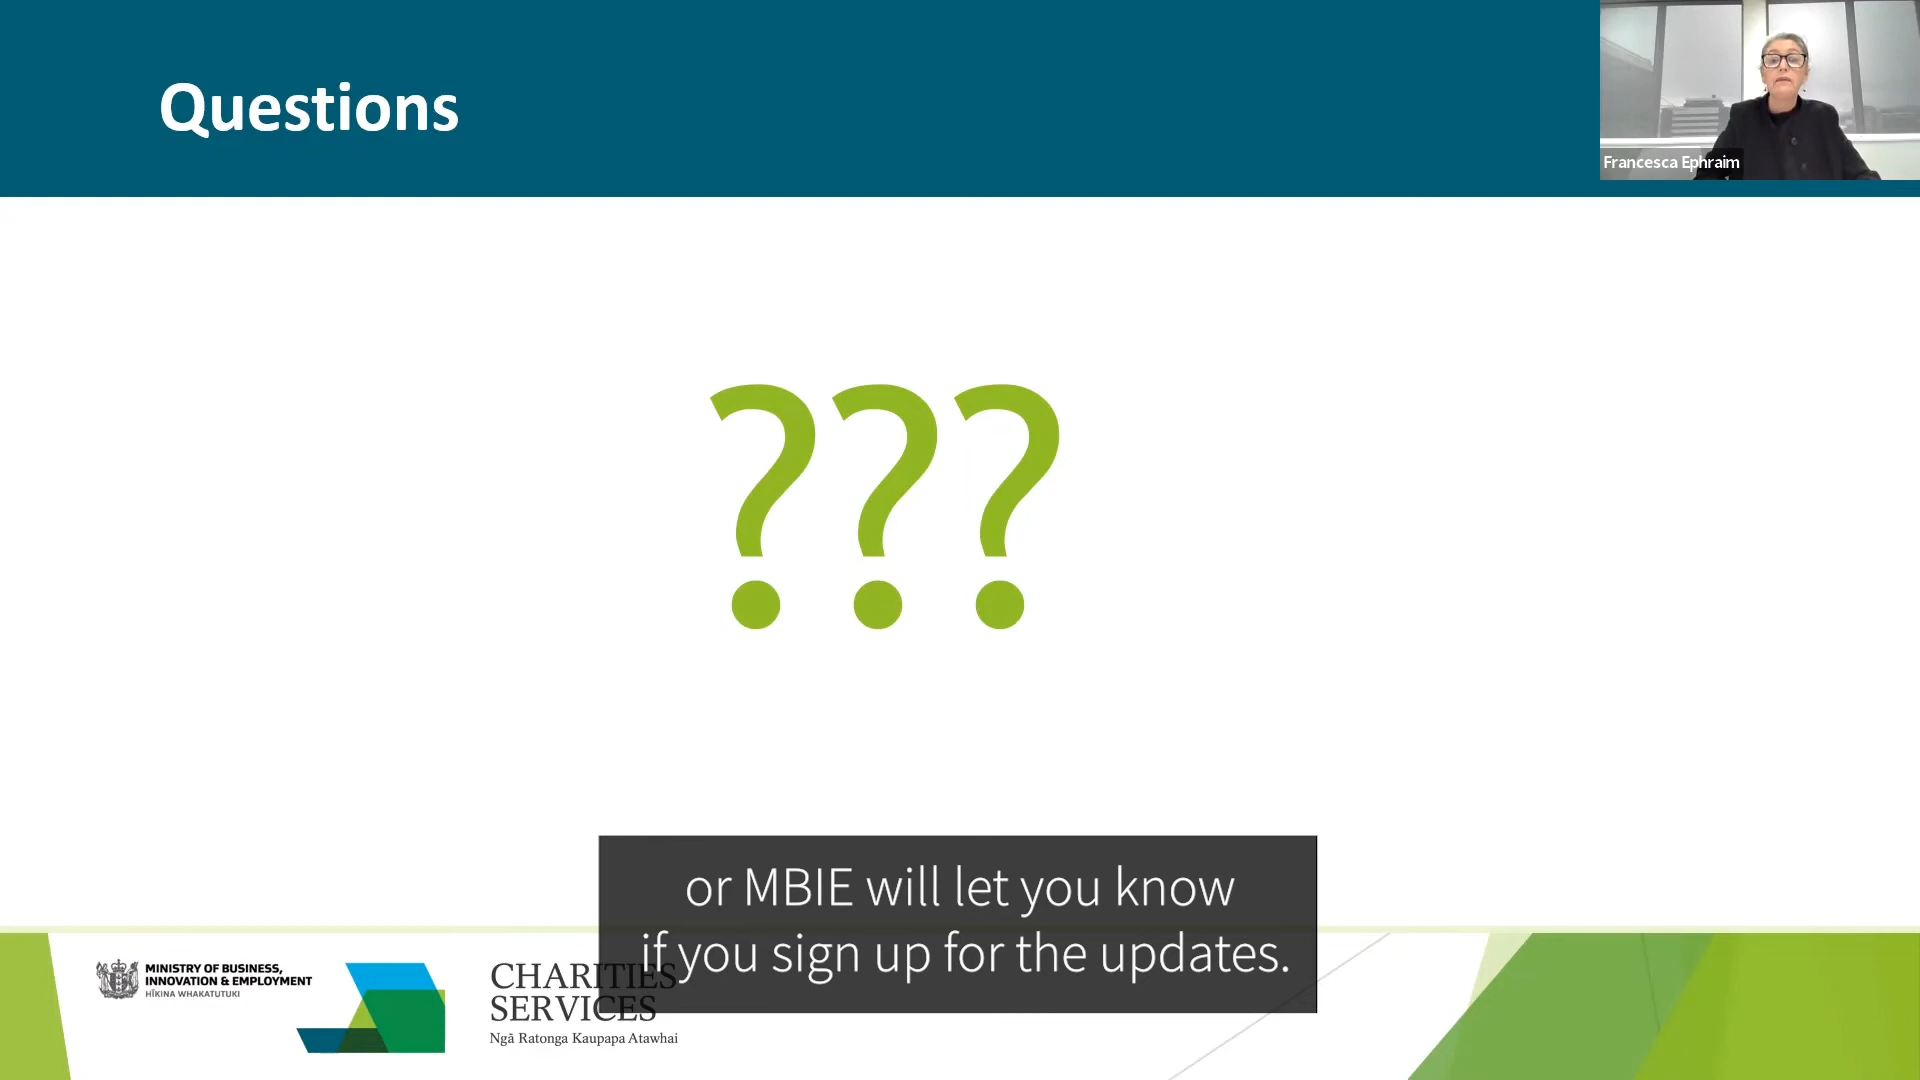 Questions
Francesca Ephraim
???
or MBIE will let you know
if you sign up for the updates.
MINISTRY OF BUSINESS,
INNOVATION & EMPLOYMENT
HĪKINA WHAKATUTUKI
CHARITIES
SERVICES
Ngā Ratonga Kaupapa Atawhai